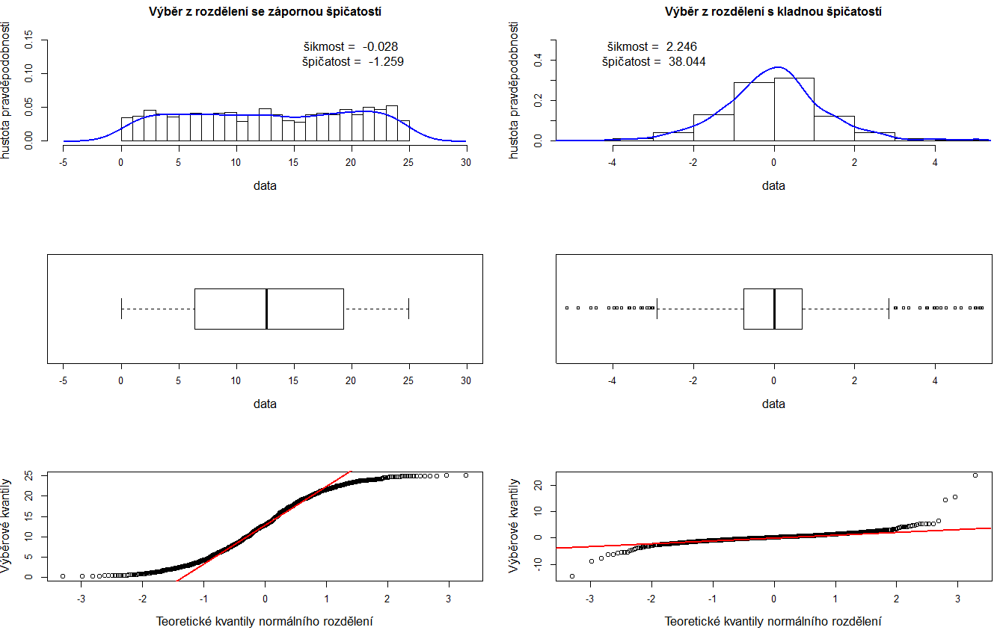 Výběr z rozdělení se zápornou špičatostí
šikmost = -0.028
špičatost = -1.259
hustota pravděpodobnosti
0.00 0.05 0.10 0.15
-5 0 5 10 15 20 25 30
data
Výběr z rozdělení s kladnou špičatostí
šikmost = 2.246
špičatost = 38.044
hustota pravděpodobnosti
0.0 0.2 0.4
-4 -2 0 2 4
data
-5 0 5 10 15 20 25 30
data
-4 -2 0 2 4
data
Výběrové kvantily
0 5 10 15 20 25
-3 -2 -1 0 1 2 3
Teoretické kvantily normálního rozdělení
Výběrové kvantily
-10 0 10 20
-3 -2 -1 0 1 2 3
Teoretické kvantily normálního rozdělení